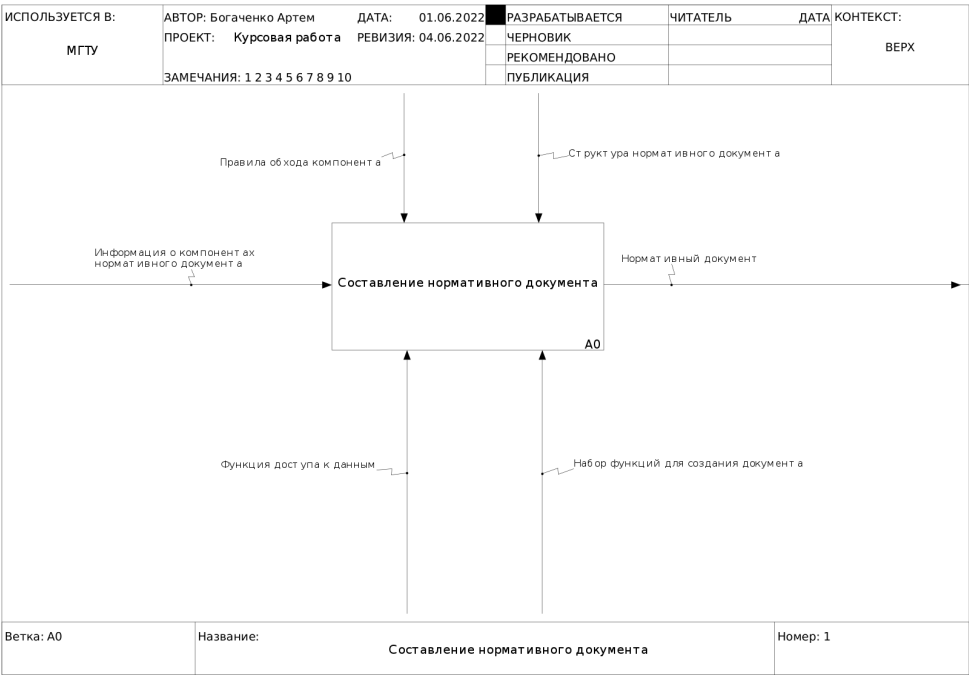 ИСПОЛЬЗУЕТСЯ В:
МГТУ
АВТОР: Богаченко Артем ДАТА: 01.06.2022
ПРОЕКТ: Курсовая работа РЕВИЗИЯ: 04.06.2022
ЗАМЕЧАНИЯ: 1 2 3 4 5 6 7 8 9 10
РАЗРАБАТЫВАЕТСЯ
ЧЕРНОВИК
РЕКОМЕНДОВАНО
ПУБЛИКАЦИЯ
ЧИТАТЕЛЬ ДАТА
КОНТЕКСТ:
ВЕРХ
Правила обхода компонента
Структура нормативного документа
Информация о компонентах
нормативного документа
Нормативный документ
Составление нормативного документа
A0
Функция доступа к данным
Набор функций для создания документа
Ветка: A0
Название:
Составление нормативного документа
Номер: 1